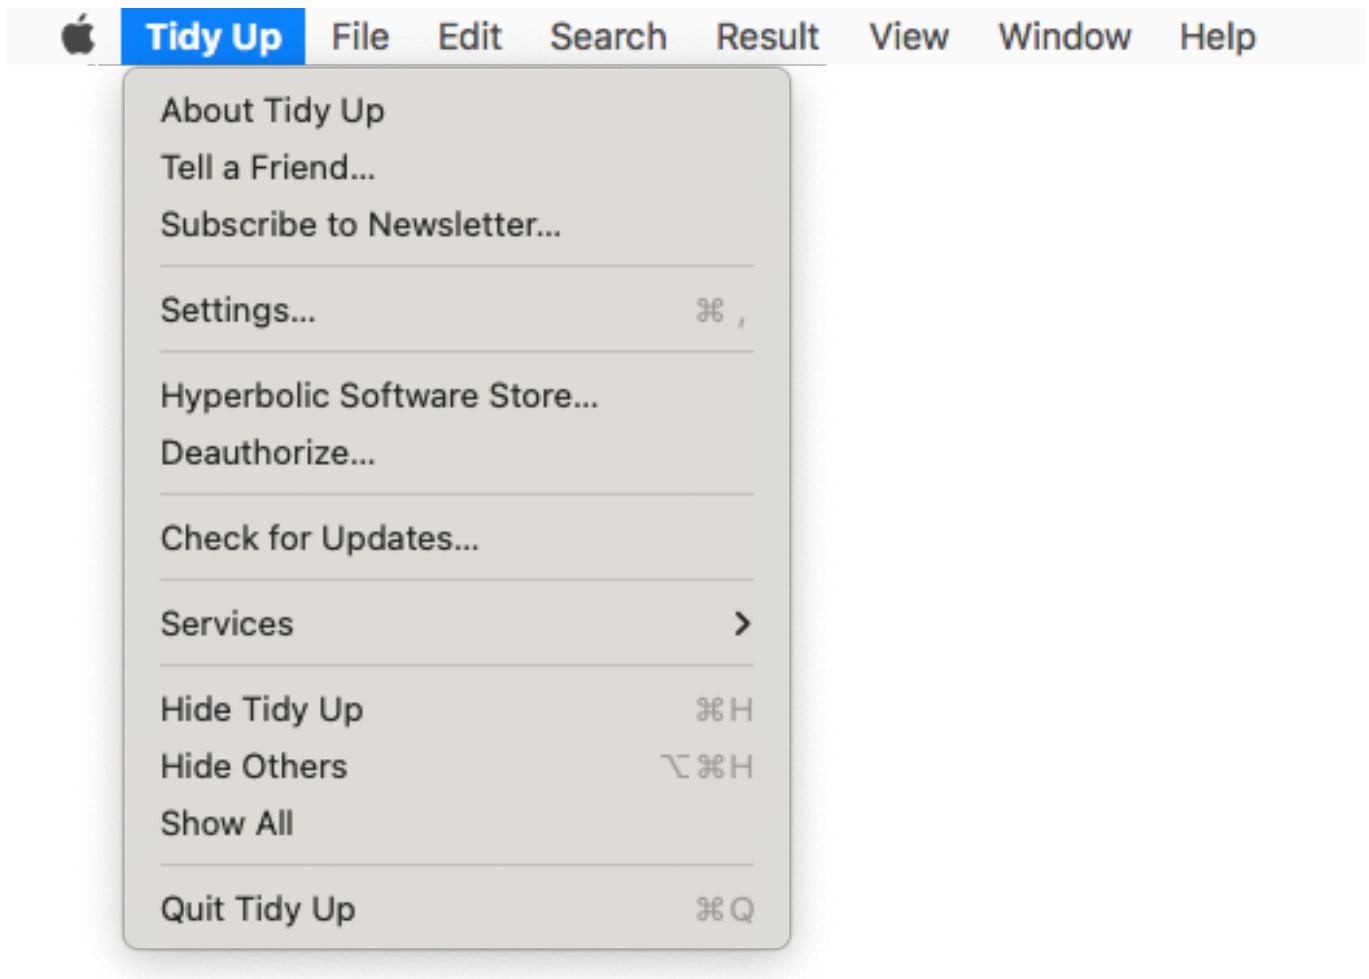 Tidy Up File Edit Search Result View Window Help
About Tidy Up
Tell a Friend...
Subscribe to Newsletter...
Settings... ⌘ ,
Hyperbolic Software Store...
Deauthorize...
Check for Updates...
Services
Hide Tidy Up ⌘H
Hide Others ⌥⌘H
Show All
Quit Tidy Up ⌘Q